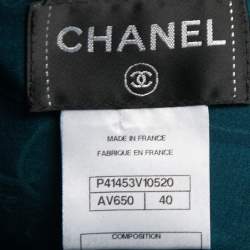 CHANEL
MADE IN FRANCE
FABRIQUE EN FRANCE
P41453V10520
AV650 40
COMPOSITION